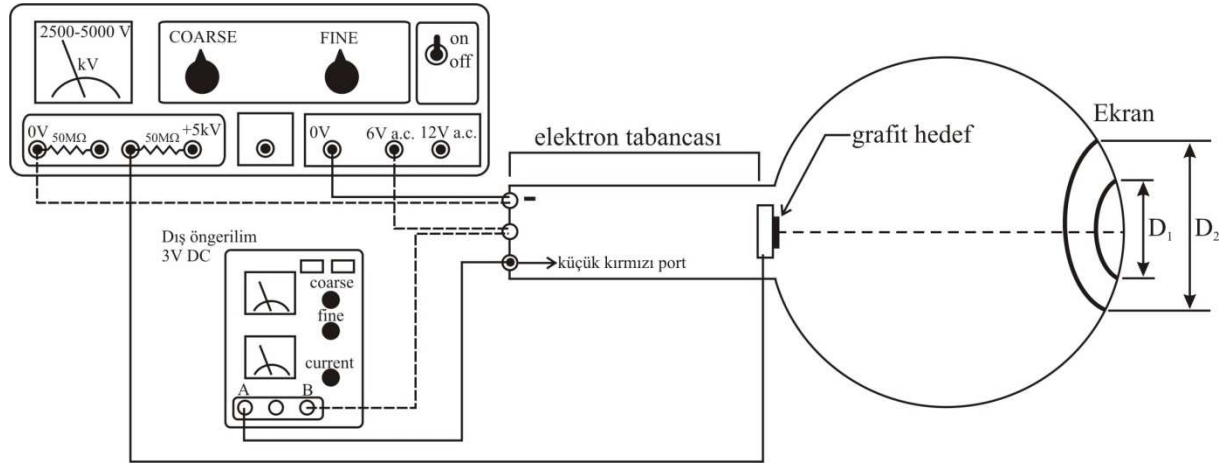 2500-5000 V
kV
COARSE
FINE
on
off
0V
50MΩ
50MΩ
+5kV
0V
6V a.c.
12V a.c.
elektron tabancası
grafit hedef
Ekran
D₁
D₂
-
küçük kırmızı port
Dış öngerilim
3V DC
coarse
fine
current
A
B